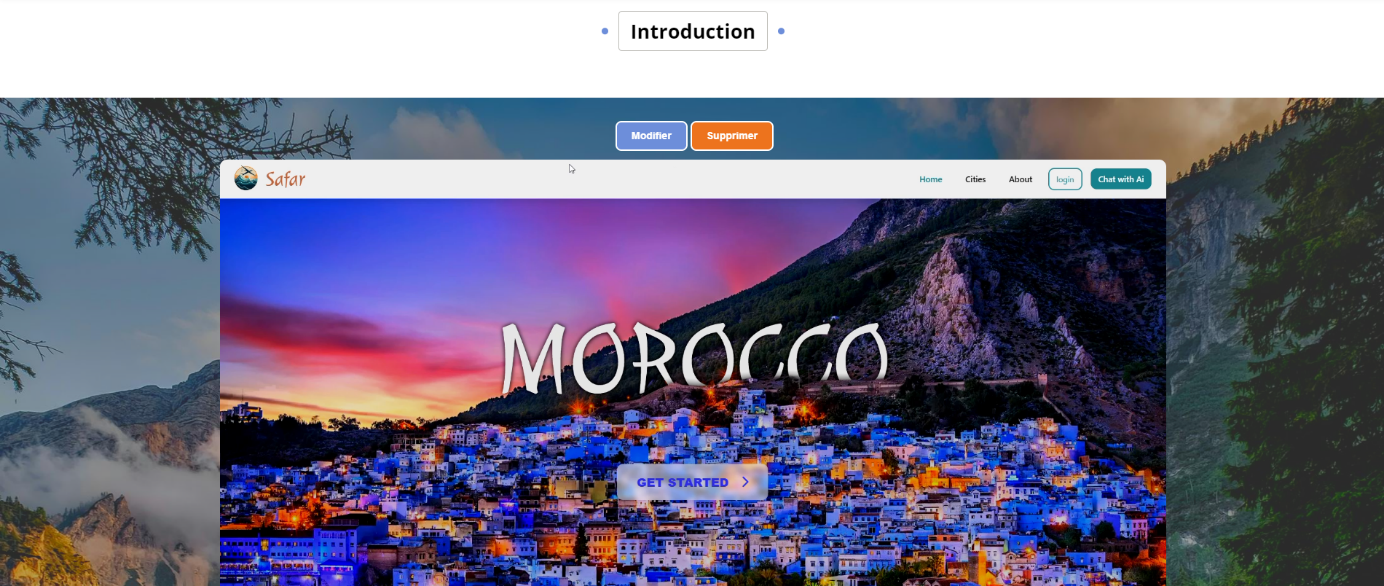 Introduction
Modifier Supprimer
Safar Home Cities About login Chat with Ai
MOROCCO
GET STARTED